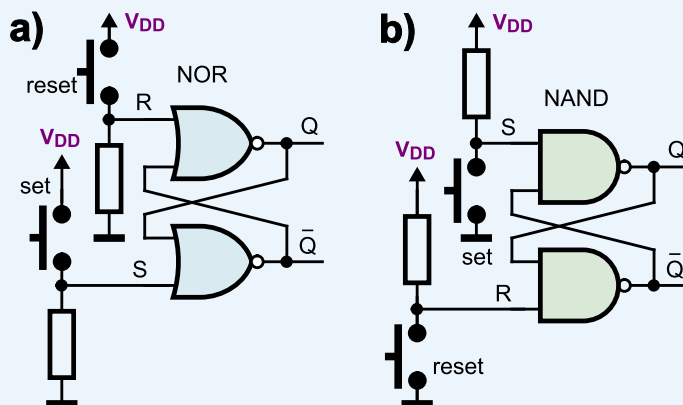 a)
VDD
reset
R
NOR
Q
VDD
set
S
Q̅
b)
VDD
S
NAND
Q
VDD
set
R
Q̅
reset